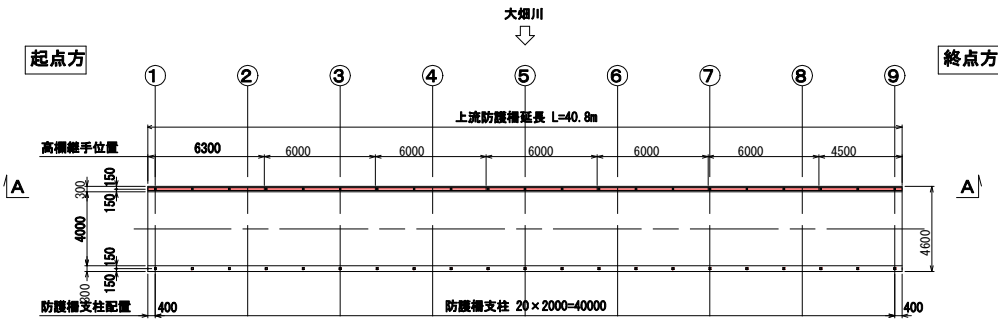 大畑川
起点方
終点方
① ② ③ ④ ⑤ ⑥ ⑦ ⑧ ⑨
上流防護柵延長 L=40.8m
高欄継手位置
6300 6000 6000 6000 6000 6000 4500
A A
300 150 150
4000
4600
150 150 300
防護柵支柱配置 400 防護柵支柱 20×2000=40000 400